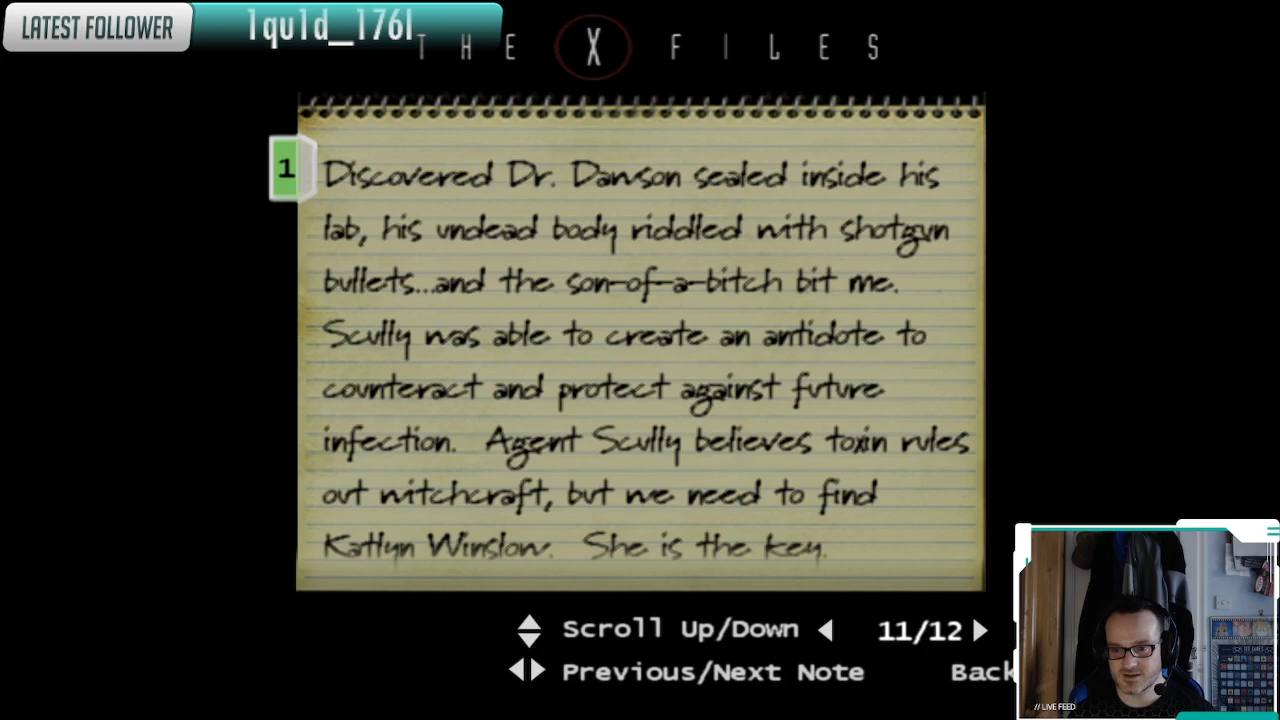 LATEST FOLLOWER
lqu1d_176l
THE X FILES
1
Discovered Dr. Dawson sealed inside his
lab, his undead body riddled with shotgun
bullets...and the son-of-a-bitch bit me.
Scully was able to create an antidote to
counteract and protect against future
infection.  Agent Scully believes toxin rules
out witchcraft, but we need to find
Katlyn Winslow.  She is the key.
Scroll Up/Down
11/12
Previous/Next Note
Back
// LIVE FEED